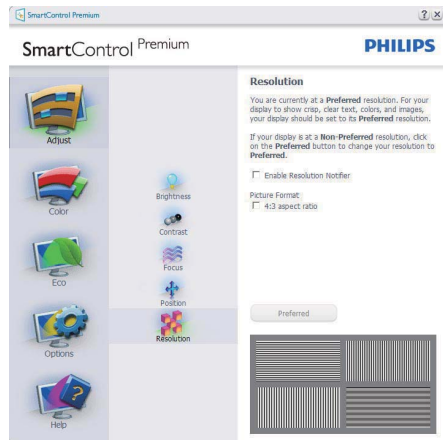 SmartControl Premium
SmartControl Premium
PHILIPS
Adjust
Color
Eco
Options
Help
Brightness
Contrast
Focus
Position
Resolution
Resolution
You are currently at a Preferred resolution. For your
display to show crisp, clear text, colors, and images,
your display should be set to its Preferred resolution.
If your display is at a Non-Preferred resolution, click
on the Preferred button to change your resolution to
Preferred.
Enable Resolution Notifier
Picture Format
4:3 aspect ratio
Preferred